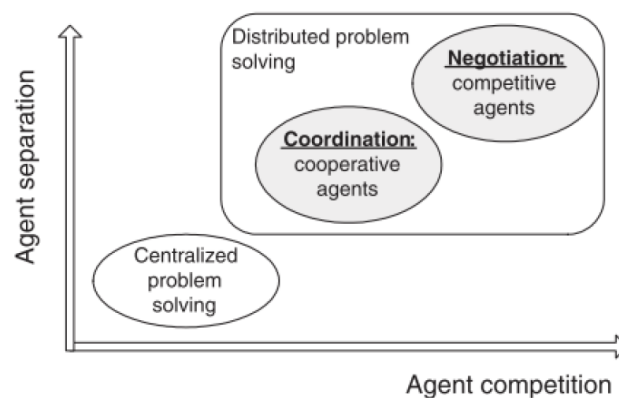 Distributed problem
solving
Negotiation:
competitive
agents
Coordination:
cooperative
agents
Centralized
problem
solving
Agent separation
Agent competition